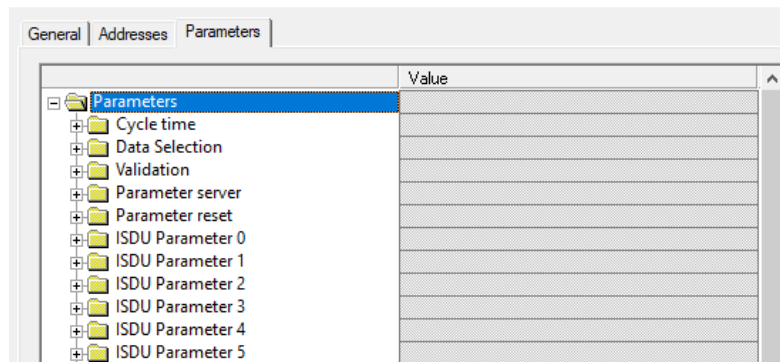 General Addresses Parameters
Value
Parameters
Cycle time
Data Selection
Validation
Parameter server
Parameter reset
ISDU Parameter 0
ISDU Parameter 1
ISDU Parameter 2
ISDU Parameter 3
ISDU Parameter 4
ISDU Parameter 5